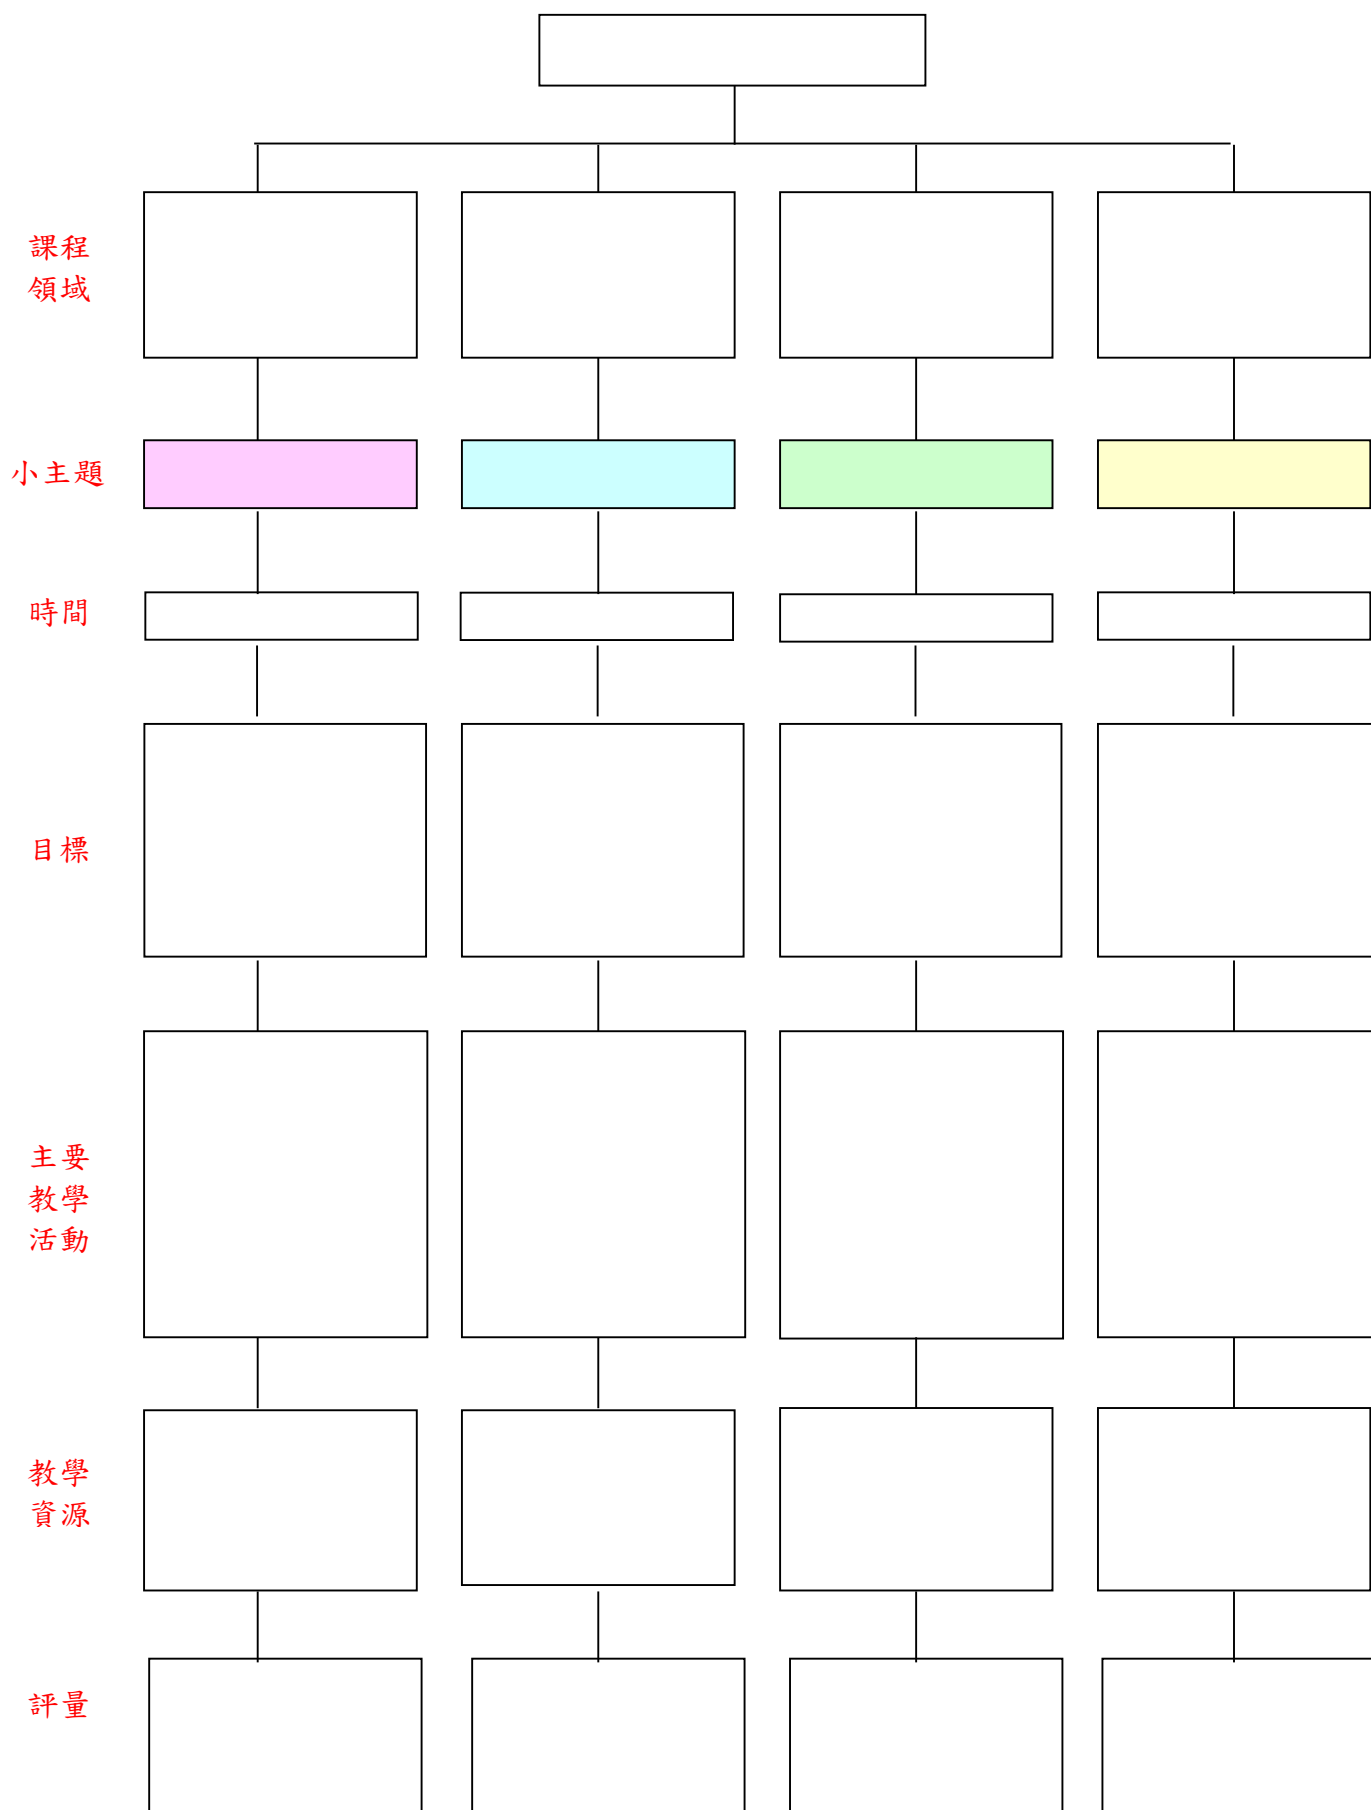 課程
領域
小主題
時間
目標
主要
教學
活動
教學
資源
評量